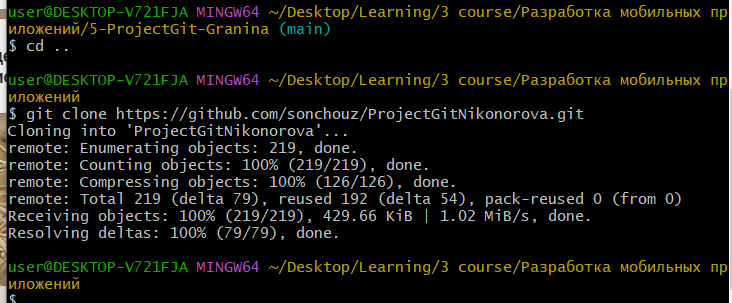 user@DESKTOP-V721FJA MINGW64 ~/Desktop/Learning/3 course/Разработка мобильных пр
иложений/5-ProjectGit-Granina (main)
$ cd ..
user@DESKTOP-V721FJA MINGW64 ~/Desktop/Learning/3 course/Разработка мобильных пр
иложений
$ git clone https://github.com/sonchouz/ProjectGitNikonorova.git
Cloning into 'ProjectGitNikonorova'...
remote: Enumerating objects: 219, done.
remote: Counting objects: 100% (219/219), done.
remote: Compressing objects: 100% (126/126), done.
remote: Total 219 (delta 79), reused 192 (delta 54), pack-reused 0 (from 0)
Receiving objects: 100% (219/219), 429.66 KiB | 1.02 MiB/s, done.
Resolving deltas: 100% (79/79), done.
user@DESKTOP-V721FJA MINGW64 ~/Desktop/Learning/3 course/Разработка мобильных пр
иложений
$